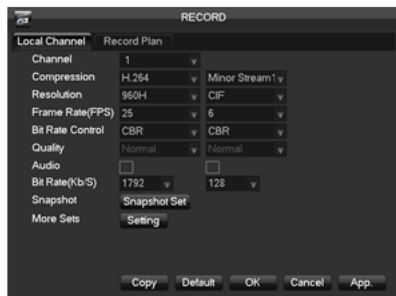 RECORD
Local Channel Record Plan
Channel 1
Compression H.264 Minor Stream1
Resolution 960H CIF
Frame Rate(FPS) 25 6
Bit Rate Control CBR CBR
Quality Normal Normal
Audio
Bit Rate(Kb/S) 1792 128
Snapshot Snapshot Set
More Sets Setting
Copy Default OK Cancel App.